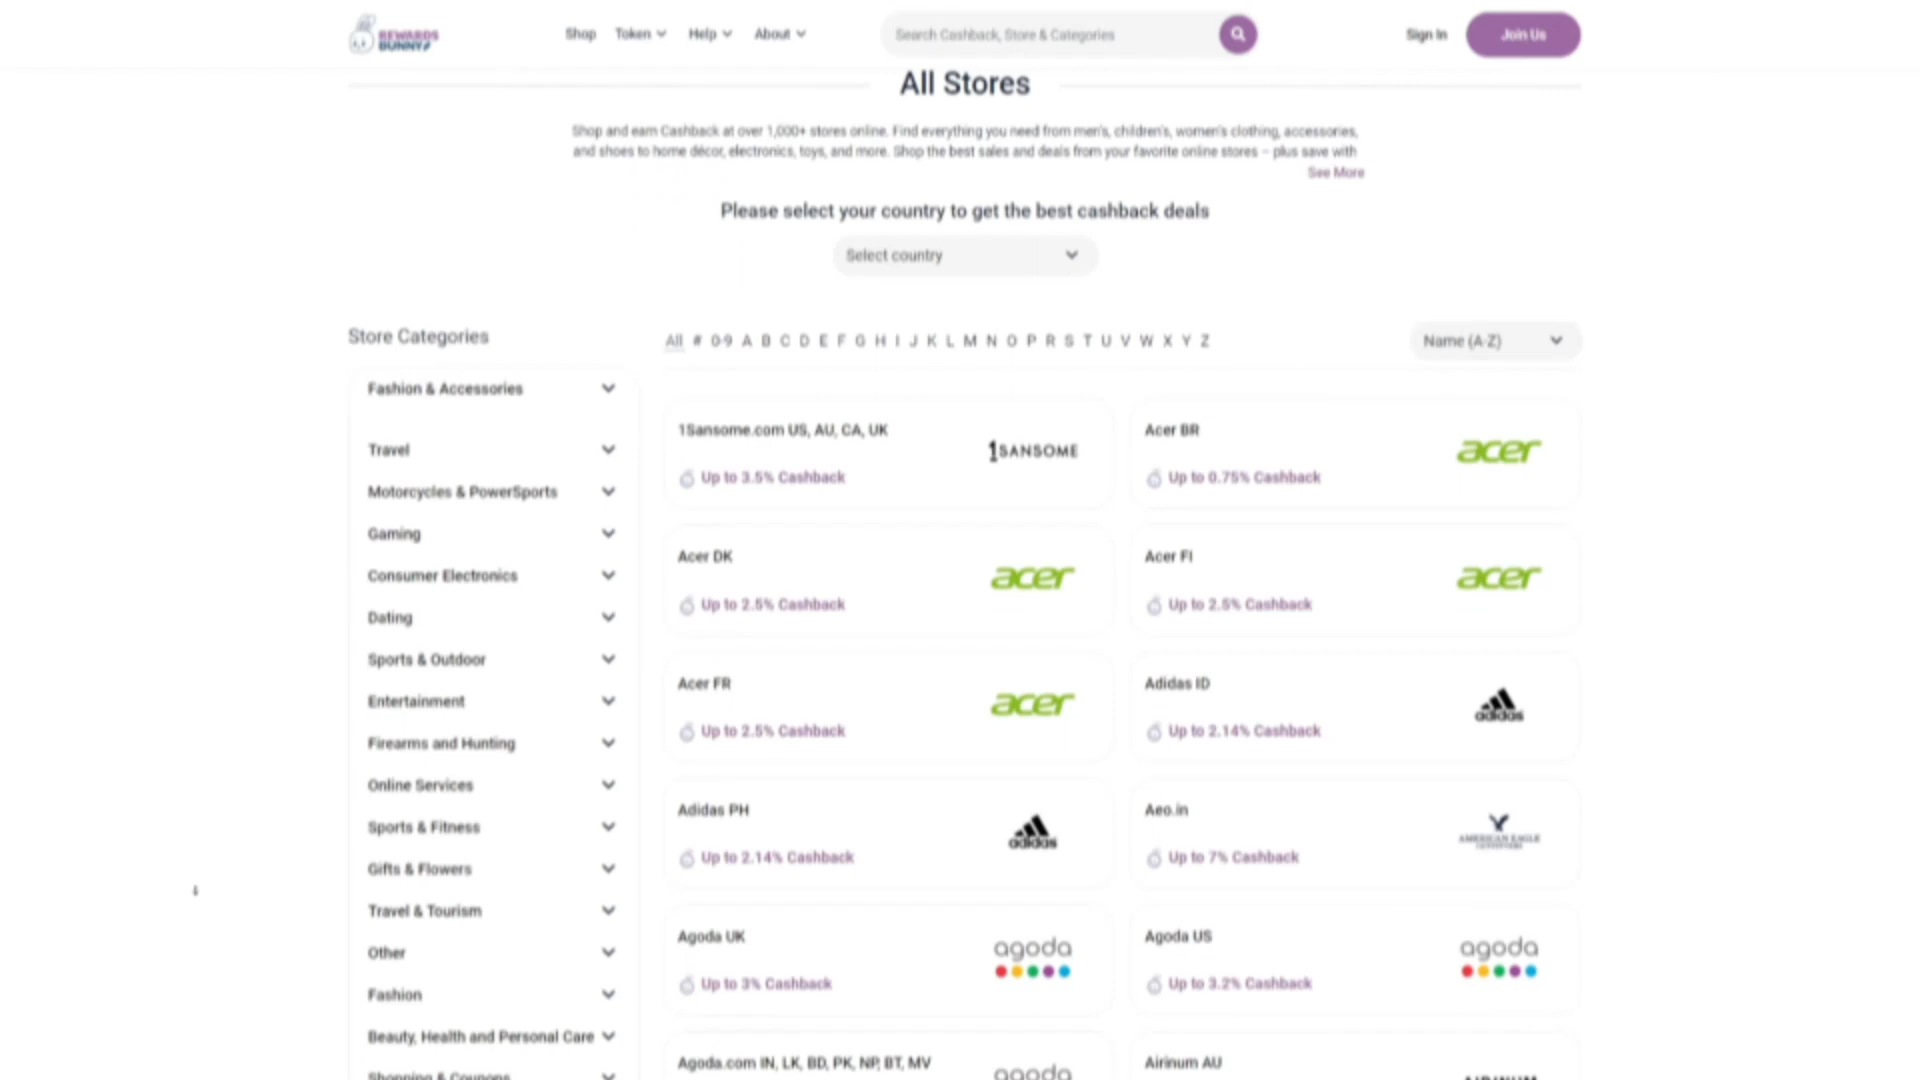 REWARDS
BUNNY
Shop Token Help About
Search Cashback, Store & Categories
Sign In
Join Us
All Stores
Shop and earn Cashback at over 1,000+ stores online. Find everything you need from men's, children's, women's clothing, accessories,
and shoes to home décor, electronics, toys, and more. Shop the best sales and deals from your favorite online stores – plus save with
See More
Please select your country to get the best cashback deals
Select country
Store Categories
All # 0-9 A B C D E F G H I J K L M N O P R S T U V W X Y Z
Name (A-Z)
Fashion & Accessories
Travel
Motorcycles & PowerSports
Gaming
Consumer Electronics
Dating
Sports & Outdoor
Entertainment
Firearms and Hunting
Online Services
Sports & Fitness
Gifts & Flowers
Travel & Tourism
Other
Fashion
Beauty, Health and Personal Care
Shopping & Coupons
1Sansome.com US, AU, CA, UK
Up to 3.5% Cashback
1SANSOME
Acer BR
Up to 0.75% Cashback
acer
Acer DK
Up to 2.5% Cashback
acer
Acer FI
Up to 2.5% Cashback
acer
Acer FR
Up to 2.5% Cashback
acer
Adidas ID
Up to 2.14% Cashback
adidas
Adidas PH
Up to 2.14% Cashback
adidas
Aeo.in
Up to 7% Cashback
AMERICAN EAGLE
OUTFITTERS
Agoda UK
Up to 3% Cashback
agoda
Agoda US
Up to 3.2% Cashback
agoda
Agoda.com IN, LK, BD, PK, NP, BT, MV
agoda
Airinum AU
AIRINUM